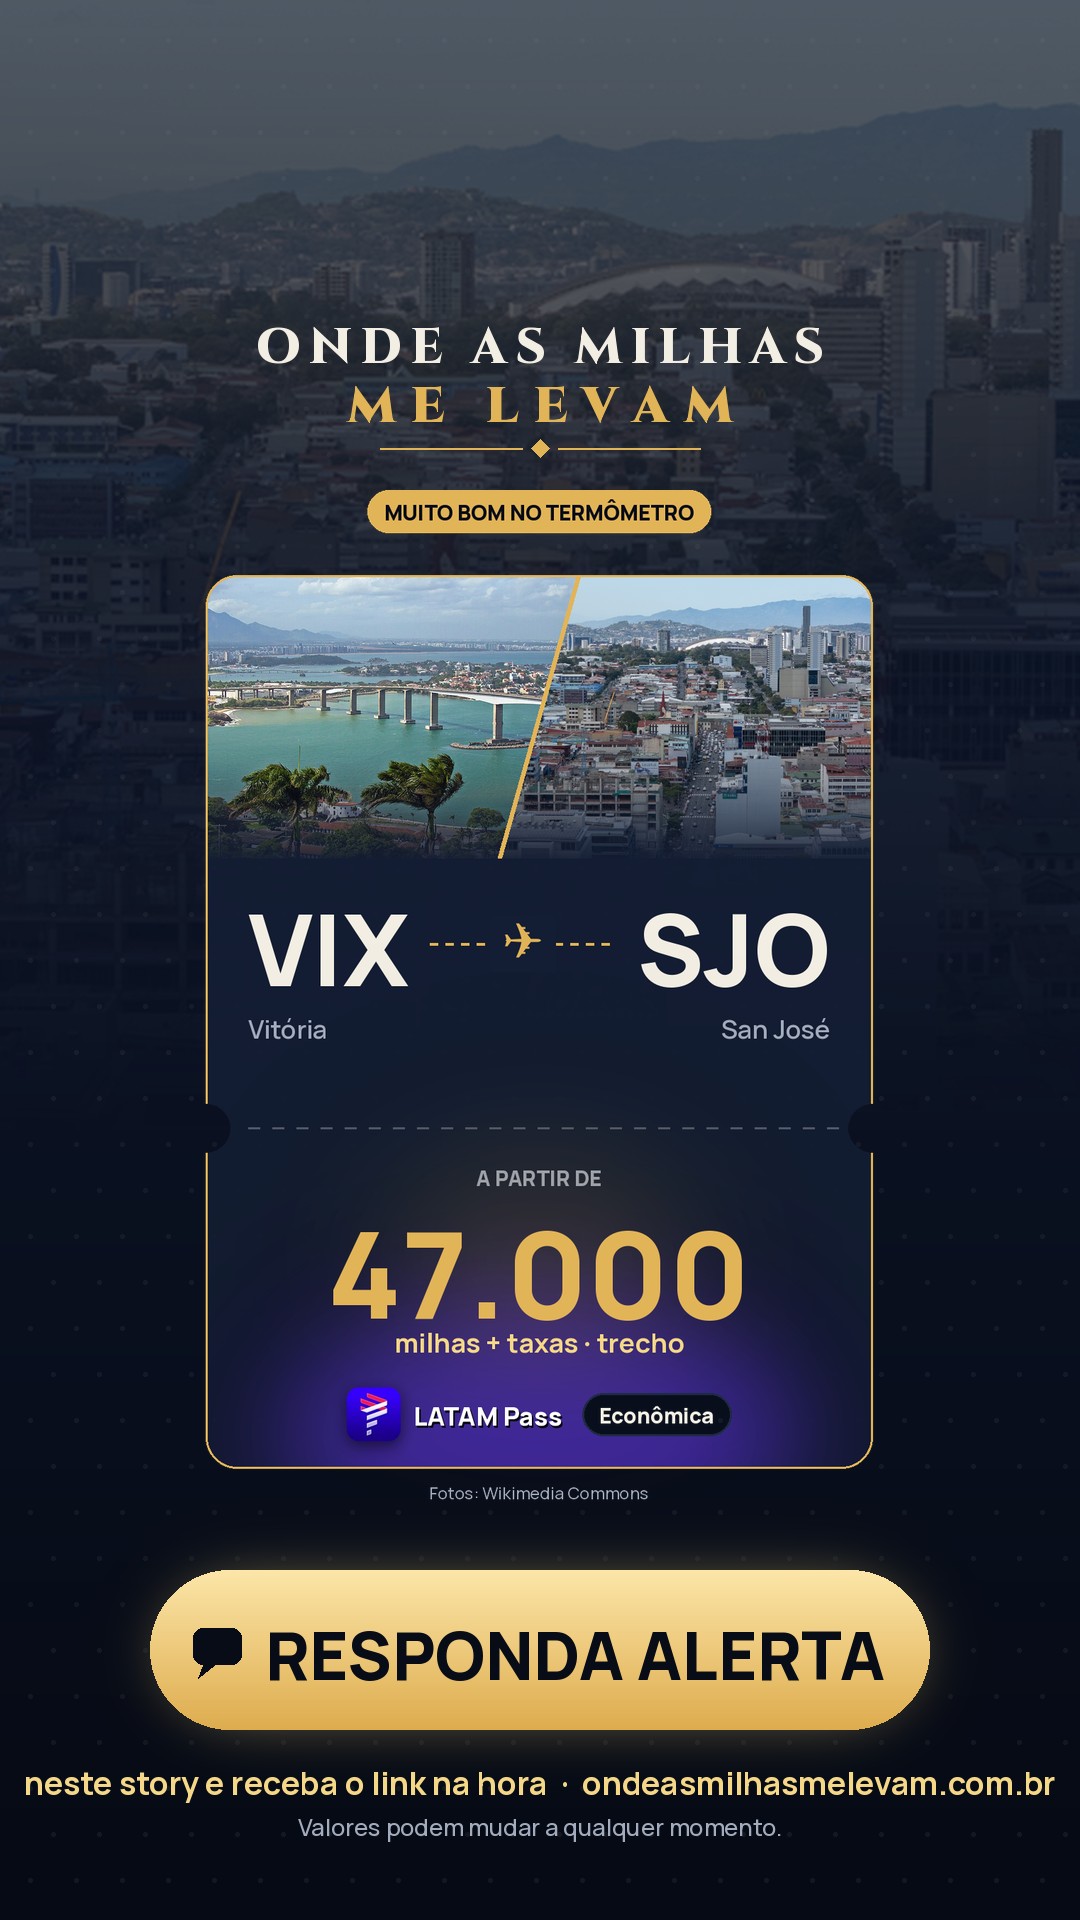 ONDE AS MILHAS
ME LEVAM
MUITO BOM NO TERMÔMETRO
VIX
SJO
Vitória
San José
A PARTIR DE
47.000
milhas + taxas · trecho
LATAM Pass
Econômica
Fotos: Wikimedia Commons
RESPONDA ALERTA
neste story e receba o link na hora · ondeasmilhasmelevam.com.br
Valores podem mudar a qualquer momento.